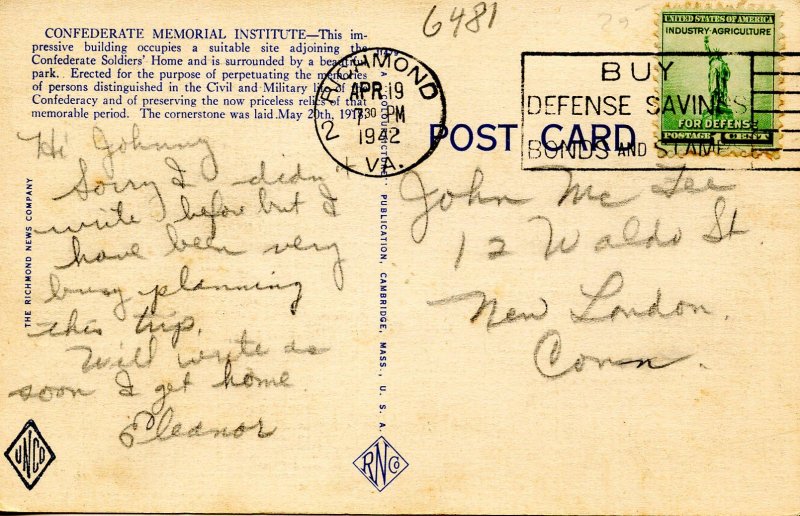 6481
CONFEDERATE MEMORIAL INSTITUTE—This im-
pressive building occupies a suitable site adjoining the
Confederate Soldiers' Home and is surrounded by a beautiful
park. Erected for the purpose of perpetuating the memories
of persons distinguished in the Civil and Military life of the
Confederacy and of preserving the now priceless relics of that
memorable period. The cornerstone was laid May 20th, 191
RICHMOND 2
APR 19
30 PM
1942
VA.
BUY
DEFENSE SAVINGS
BONDS AND STAMPS
UNITED STATES OF AMERICA
INDUSTRY·AGRICULTURE
FOR DEFENSE
POSTAGE
POST CARD
Hi Johnny
Sorry I didn't
write befor but I
have been very
busy planning
this trip.
Will write as
soon I get home.
Eleanor
John Mc Fee
12 Waldo St.
New London.
Conn.
THE RICHMOND NEWS COMPANY
PUBLICATION, CAMBRIDGE, MASS., U. S. A.
UNCO
RNCo